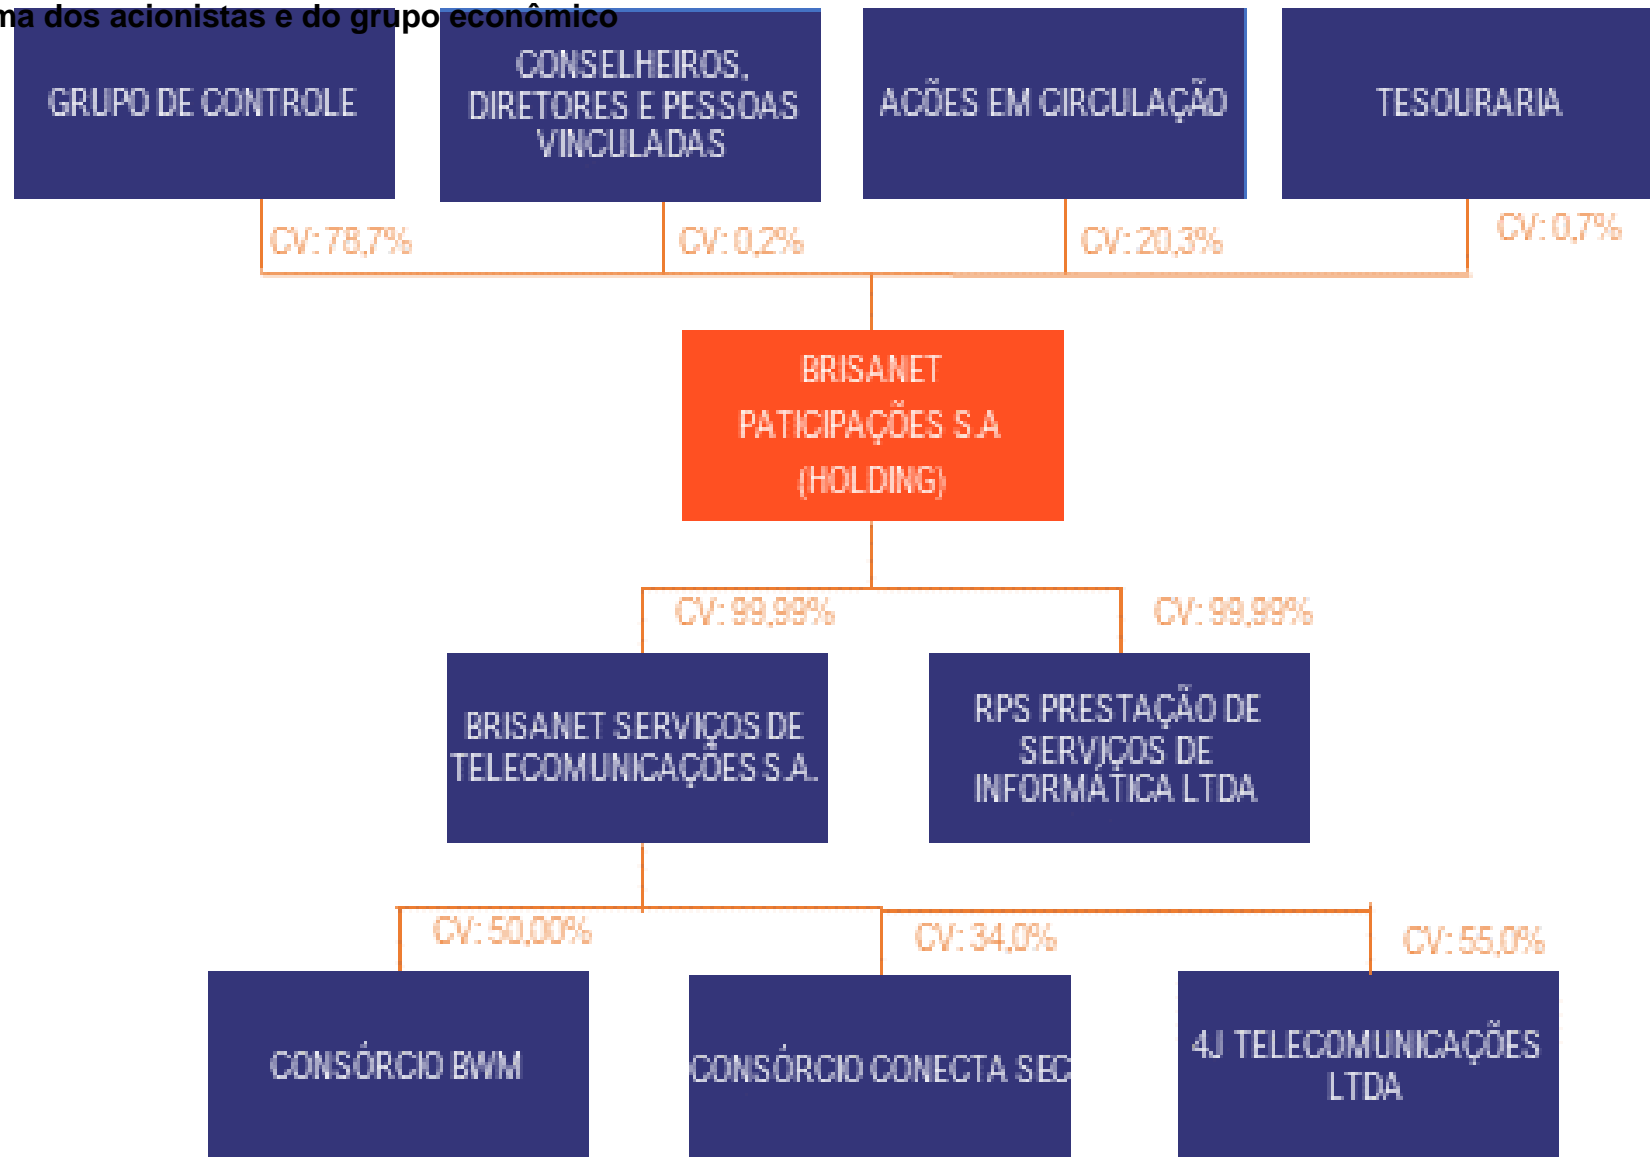 ma dos acionistas e do grupo econômico
GRUPO DE CONTROLE
CONSELHEIROS,
DIRETORES E PESSOAS
VINCULADAS
ACÕES EM CIRCULAÇÃO
TESOURARIA
CV: 78,7%
CV: 0,2%
CV: 20,3%
CV: 0,7%
BRISANET
PATICIPAÇÕES S.A
(HOLDING)
CV: 99,99%
CV: 99,99%
BRISANET SERVIÇOS DE
TELECOMUNICAÇÕES S.A.
RPS PRESTAÇÃO DE
SERVIÇOS DE
INFORMÁTICA LTDA
CV: 50,00%
CV: 34,0%
CV: 55,0%
CONSÓRCIO BWM
CONSÓRCIO CONECTA SEC
4J TELECOMUNICAÇÕES
LTDA